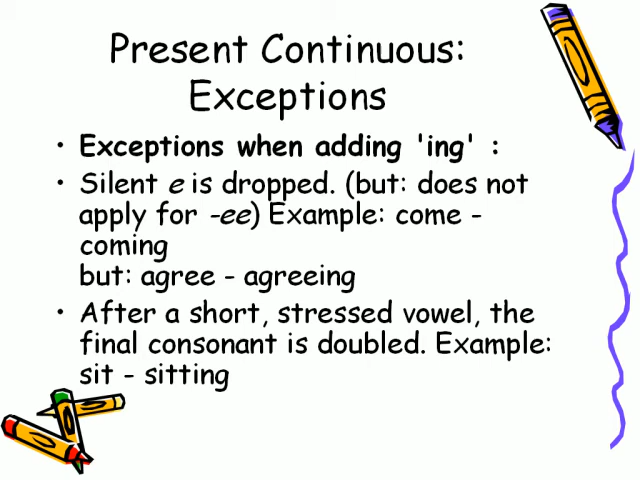 Present Continuous:
Exceptions
• Exceptions when adding 'ing' :
• Silent e is dropped. (but: does not
apply for -ee) Example: come -
coming
but: agree - agreeing
• After a short, stressed vowel, the
final consonant is doubled. Example:
sit - sitting